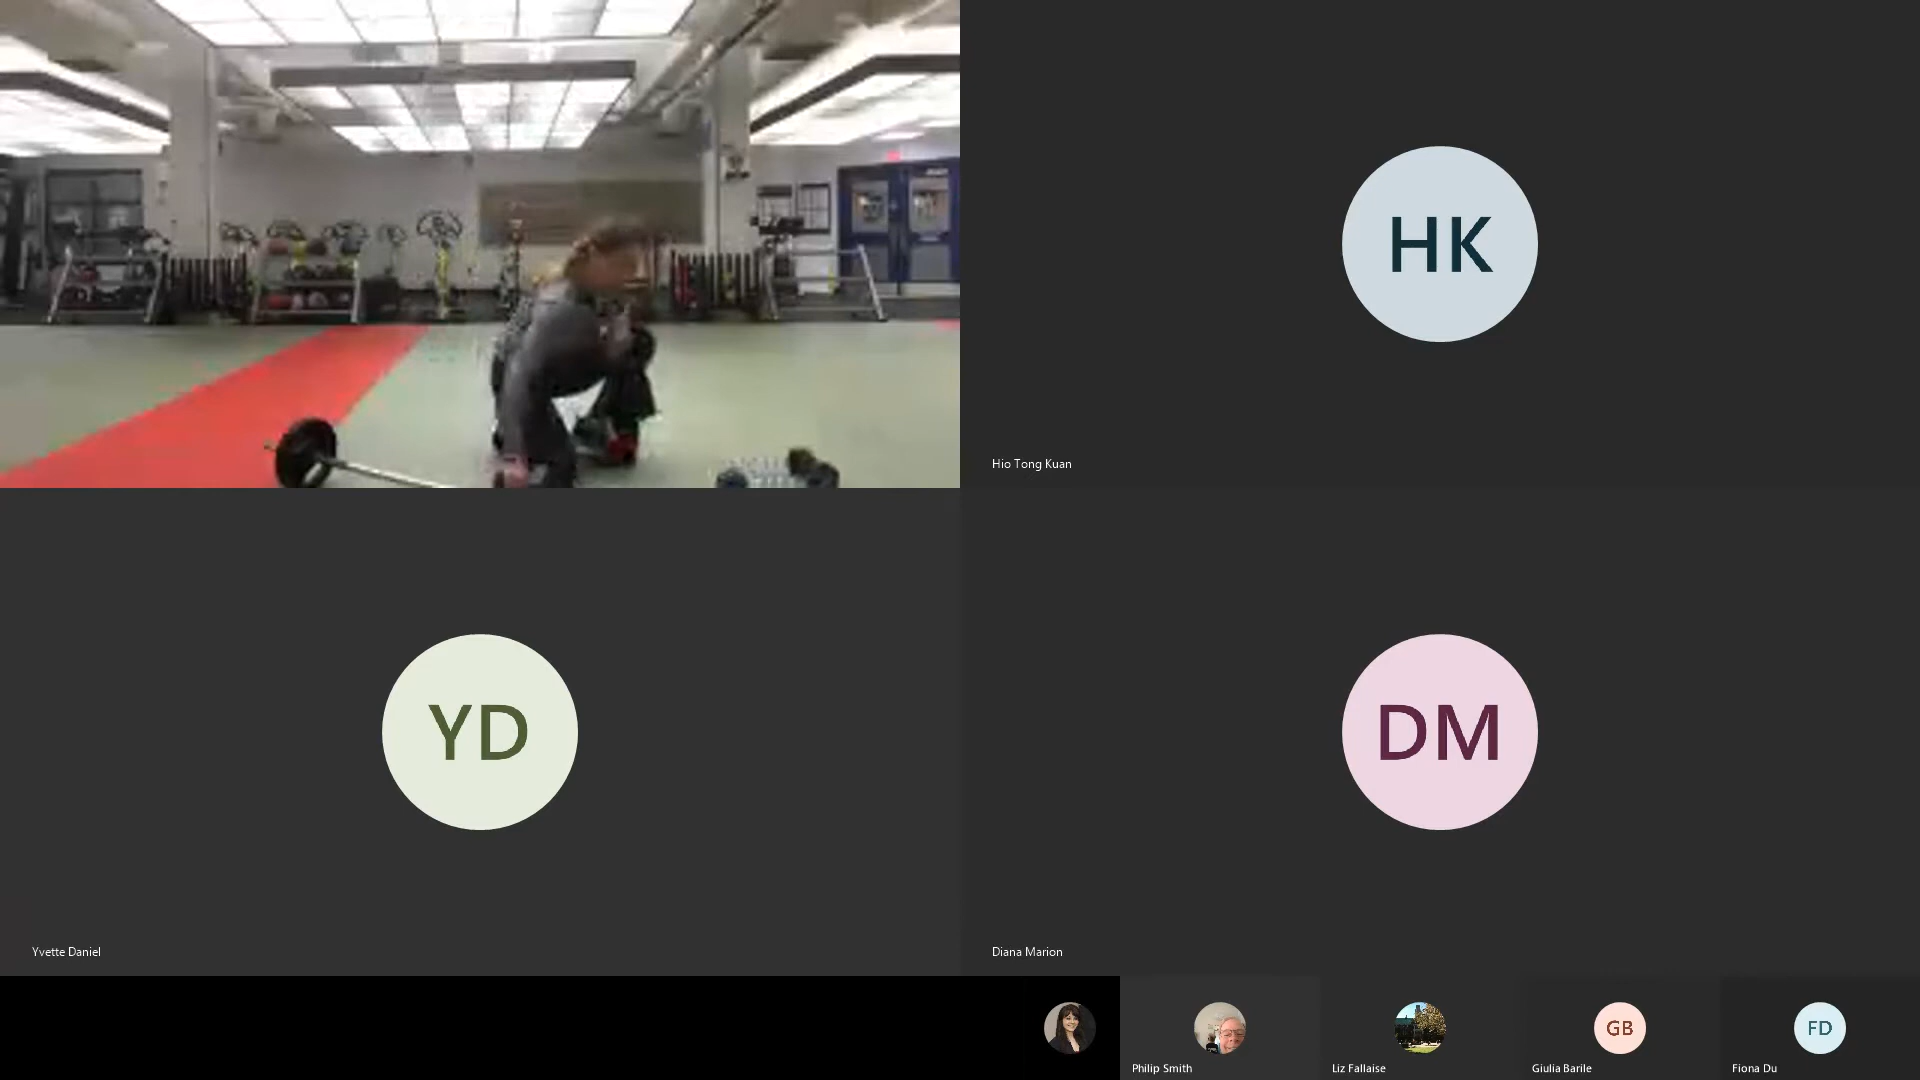 HK
Hio Tong Kuan
YD
DM
Yvette Daniel
Diana Marion
GB
FD
Philip Smith
Liz Fallaise
Giulia Barile
Fiona Du